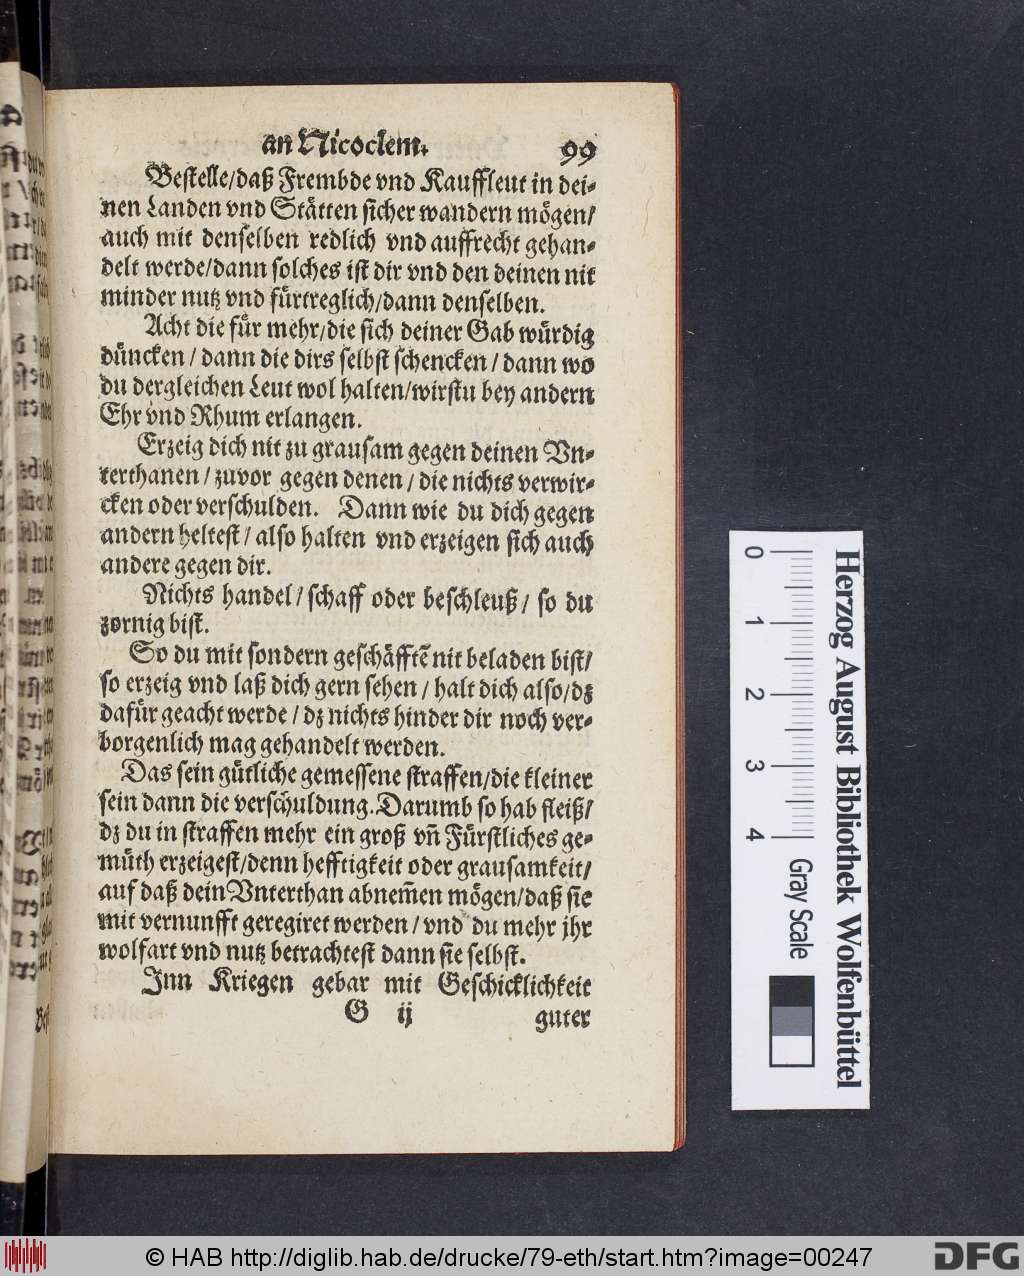 an Nicoclem. 99
Bestelle/daß Frembde vnd Kauffleut in dei-
nen Landen vnd Stätten sicher wandern mögen/
auch mit denselben redlich vnd auffrecht gehan-
delt werde/dann solches ist dir vnd den deinen nit
minder nutz vnd fürtreglich/dann denselben.
Acht die für mehr/die sich deiner Gab würdig
düncken / dann die dirs selbst schencken / dann wo
du dergleichen Leut wol halten/wirstu bey andern
Ehr vnd Rhum erlangen.
Erzeig dich nit zu grausam gegen deinen Vn-
terthanen / zuvor gegen denen / die nichts verwir-
cken oder verschulden. Dann wie du dich gegen
andern heltest / also halten vnd erzeigen sich auch
andere gegen dir.
Nichts handel / schaff oder beschleuß / so du
zornig bist.
So du mit sondern geschäfftē nit beladen bist/
so erzeig vnd laß dich gern sehen / halt dich also/dz
dafür geacht werde / dz nichts hinder dir noch ver-
borgenlich mag gehandelt werden.
Das sein gütliche gemessene straffen/die kleiner
sein dann die verschuldung. Darumb so hab fleiß/
dz du in straffen mehr ein groß vñ Fürstliches ge-
müth erzeigest/denn hefftigkeit oder grausamkeit/
auf daß dein Vnterthan abnem̄en mögen/daß sie
mit vernunfft geregiret werden / vnd du mehr jhr
wolfart vnd nutz betrachtest dann sie selbst.
Inn Kriegen gebar mit Geschicklichkeit
G ij guter
0 1 2 3 4
Gray Scale
Herzog August Bibliothek Wolfenbüttel
© HAB http://diglib.hab.de/drucke/79-eth/start.htm?image=00247
DFG